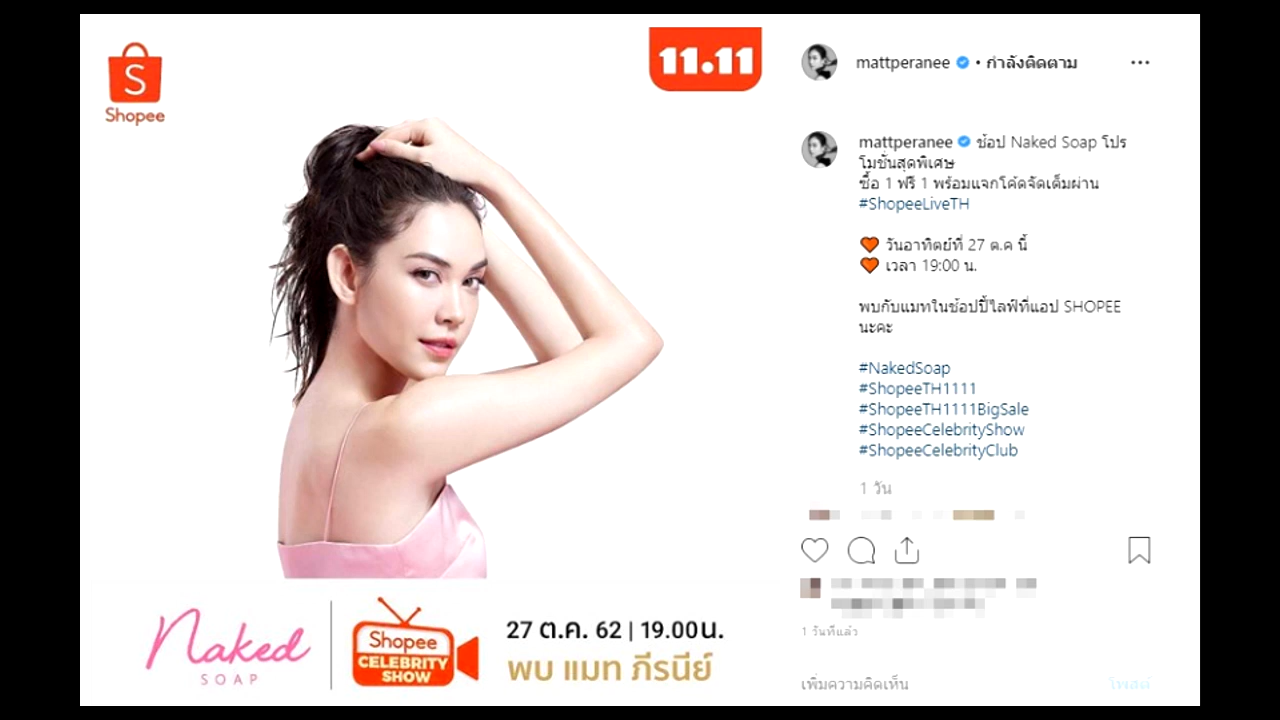 S
Shopee
11.11
Naked
SOAP
Shopee
CELEBRITY
SHOW
27 ต.ค. 62 | 19.00น.
พบ แมท ภีรนีย์
mattperanee • กำลังติดตาม
mattperanee ช้อป Naked Soap โปร
โมชั่นสุดพิเศษ
ซื้อ 1 ฟรี 1 พร้อมแจกโค้ดจัดเต็มผ่าน
#ShopeeLiveTH
วันอาทิตย์ที่ 27 ต.ค นี้
เวลา 19:00 น.
พบกับแมทในช้อปปี้ไลฟ์ที่แอป SHOPEE
นะคะ
#NakedSoap
#ShopeeTH1111
#ShopeeTH1111BigSale
#ShopeeCelebrityShow
#ShopeeCelebrityClub
1 วัน
1 วันที่แล้ว
เพิ่มความคิดเห็น
โพสต์